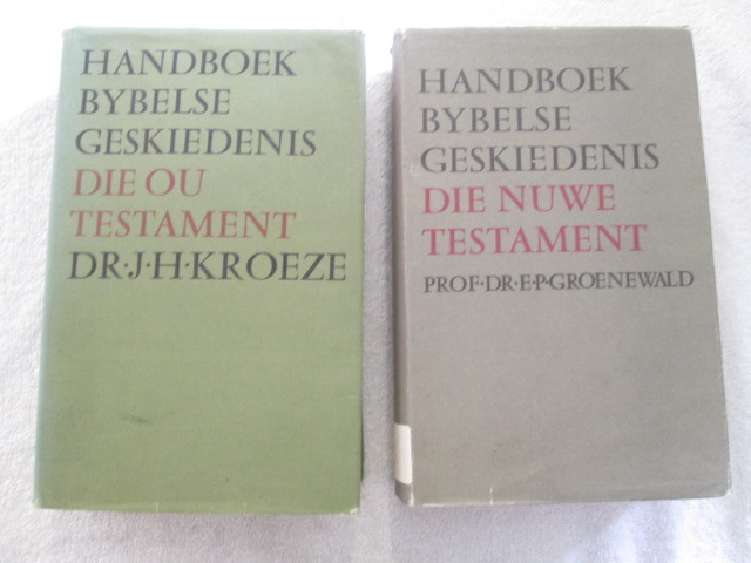 HANDBOEK
BYBELSE
GESKIEDENIS
DIE OU
TESTAMENT
DR·J·H·KROEZE
HANDBOEK
BYBELSE
GESKIEDENIS
DIE NUWE
TESTAMENT
PROF·DR·E·P·GROENEWALD